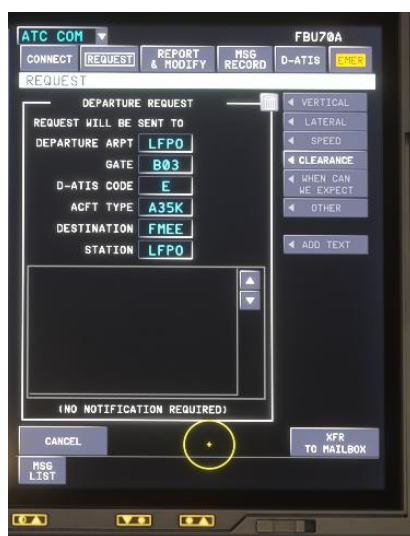 ATC COM FBU70A
CONNECT REQUEST REPORT & MODIFY MSG RECORD D-ATIS EMER
REQUEST
DEPARTURE REQUEST
REQUEST WILL BE SENT TO
DEPARTURE ARPT LFPO
GATE B03
D-ATIS CODE E
ACFT TYPE A35K
DESTINATION FMEE
STATION LFPO
(NO NOTIFICATION REQUIRED)
VERTICAL
LATERAL
SPEED
CLEARANCE
WHEN CAN
WE EXPECT
OTHER
ADD TEXT
CANCEL
XFR
TO MAILBOX
MSG
LIST